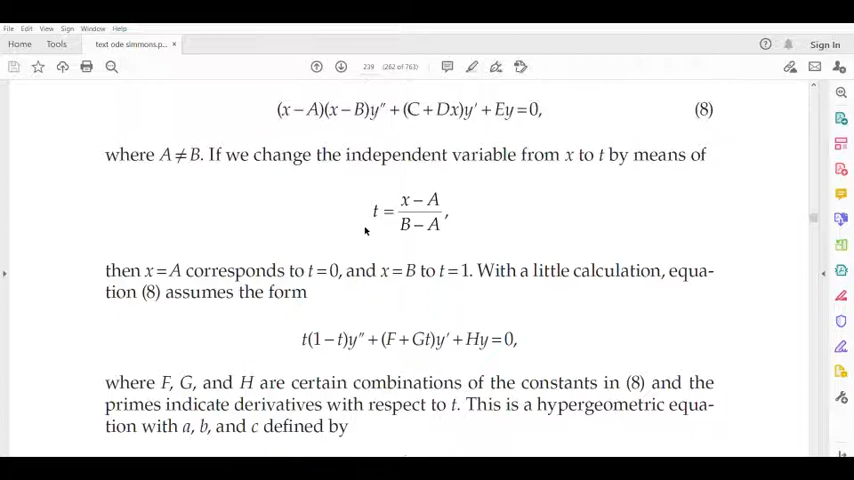 File Edit View Sign Window Help
Home Tools text ode simmons.p... × Sign In
239 (262 of 763)
(x – A)(x – B)y″ + (C + Dx)y′ + Ey = 0, (8)
where A ≠ B. If we change the independent variable from x to t by means of
t = (x – A)/(B – A),
then x = A corresponds to t = 0, and x = B to t = 1. With a little calculation, equa-
tion (8) assumes the form
t(1 – t)y″ + (F + Gt)y′ + Hy = 0,
where F, G, and H are certain combinations of the constants in (8) and the
primes indicate derivatives with respect to t. This is a hypergeometric equa-
tion with a, b, and c defined by